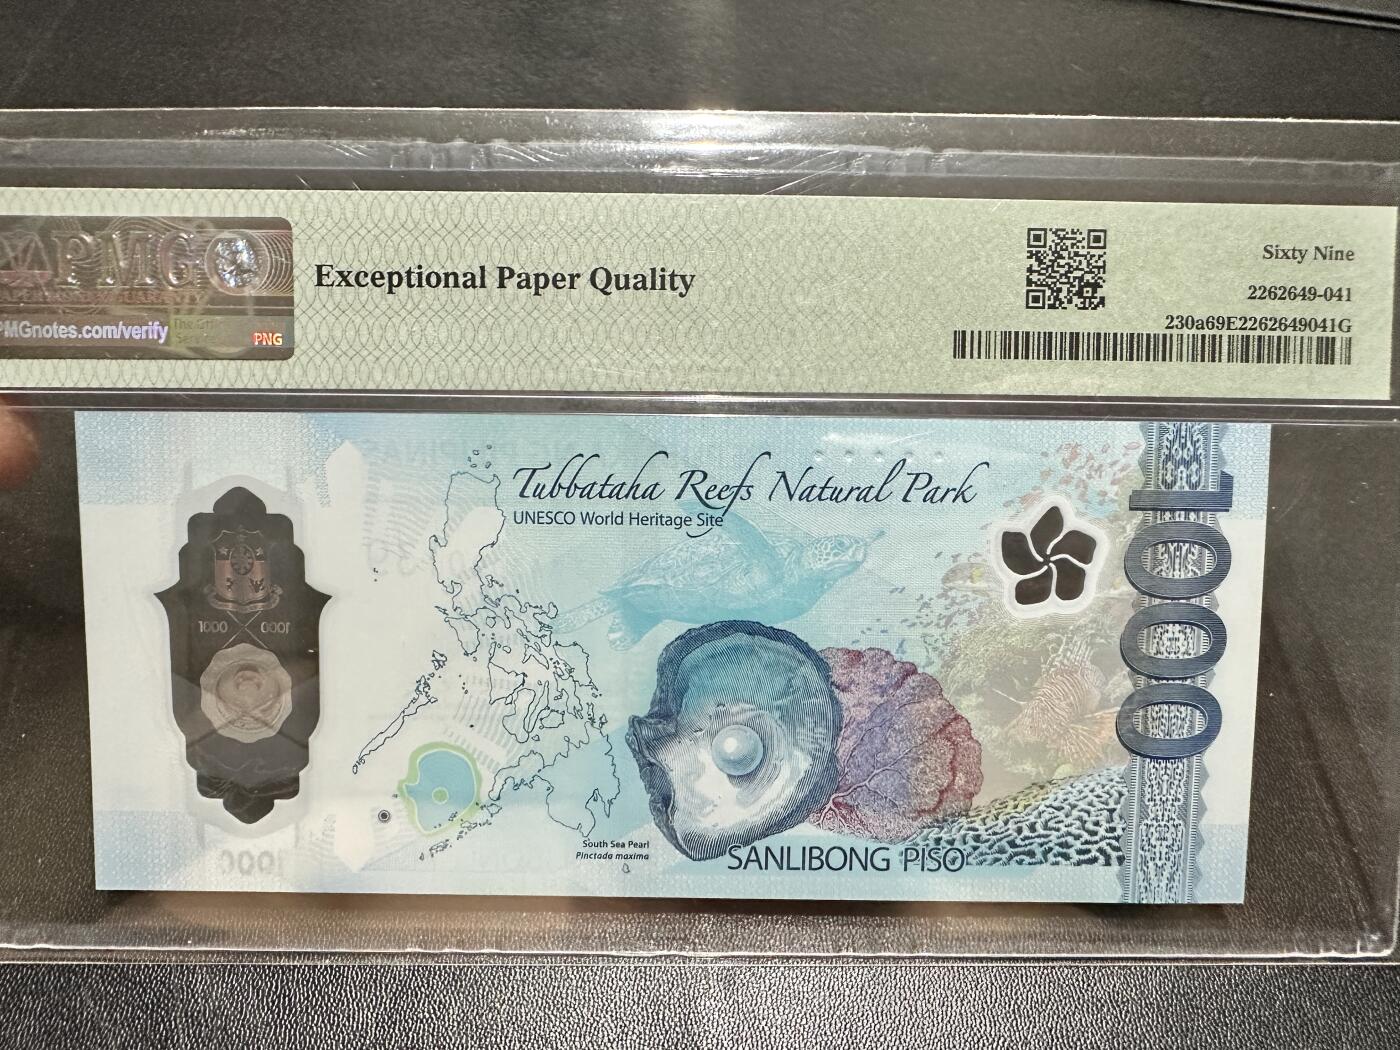 PMG
PMGnotes.com/verify
PNG
Exceptional Paper Quality
Sixty Nine
2262649-041
230a69E2262649041G
Tubbataha Reefs Natural Park
UNESCO World Heritage Site
1000
1000
1000
South Sea Pearl
Pinctada maxima
SANLIBONG PISO
1000